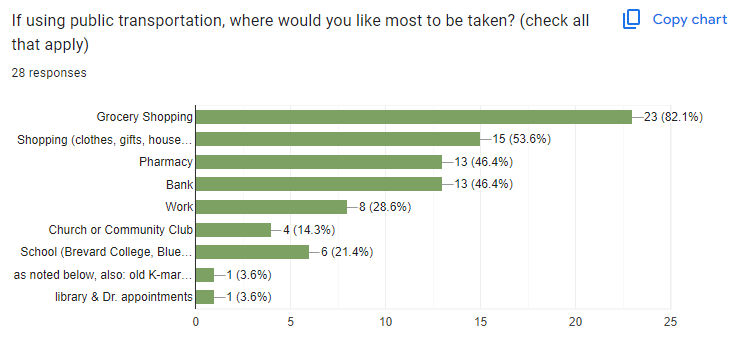 If using public transportation, where would you like most to be taken? (check all
that apply)
Copy chart
28 responses
Grocery Shopping 23 (82.1%)
Shopping (clothes, gifts, house... 15 (53.6%)
Pharmacy 13 (46.4%)
Bank 13 (46.4%)
Work 8 (28.6%)
Church or Community Club 4 (14.3%)
School (Brevard College, Blue... 6 (21.4%)
as noted below, also: old K-mar... 1 (3.6%)
library & Dr. appointments 1 (3.6%)
0 5 10 15 20 25